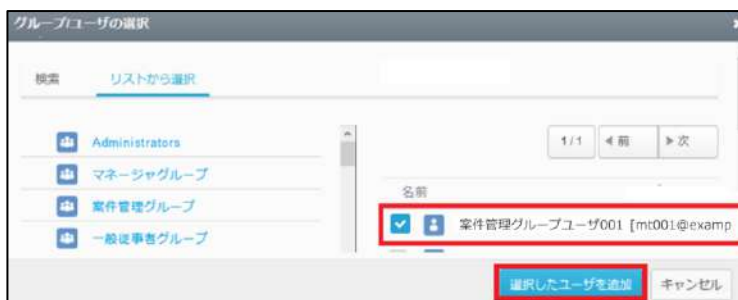 グループ/ユーザの選択
検索 リストから選択
Administrators
マネージャグループ
案件管理グループ
一般従事者グループ
1/1 ◀前 ▶次
名前
案件管理グループユーザ001 [mt001@examp
選択したユーザを追加 キャンセル